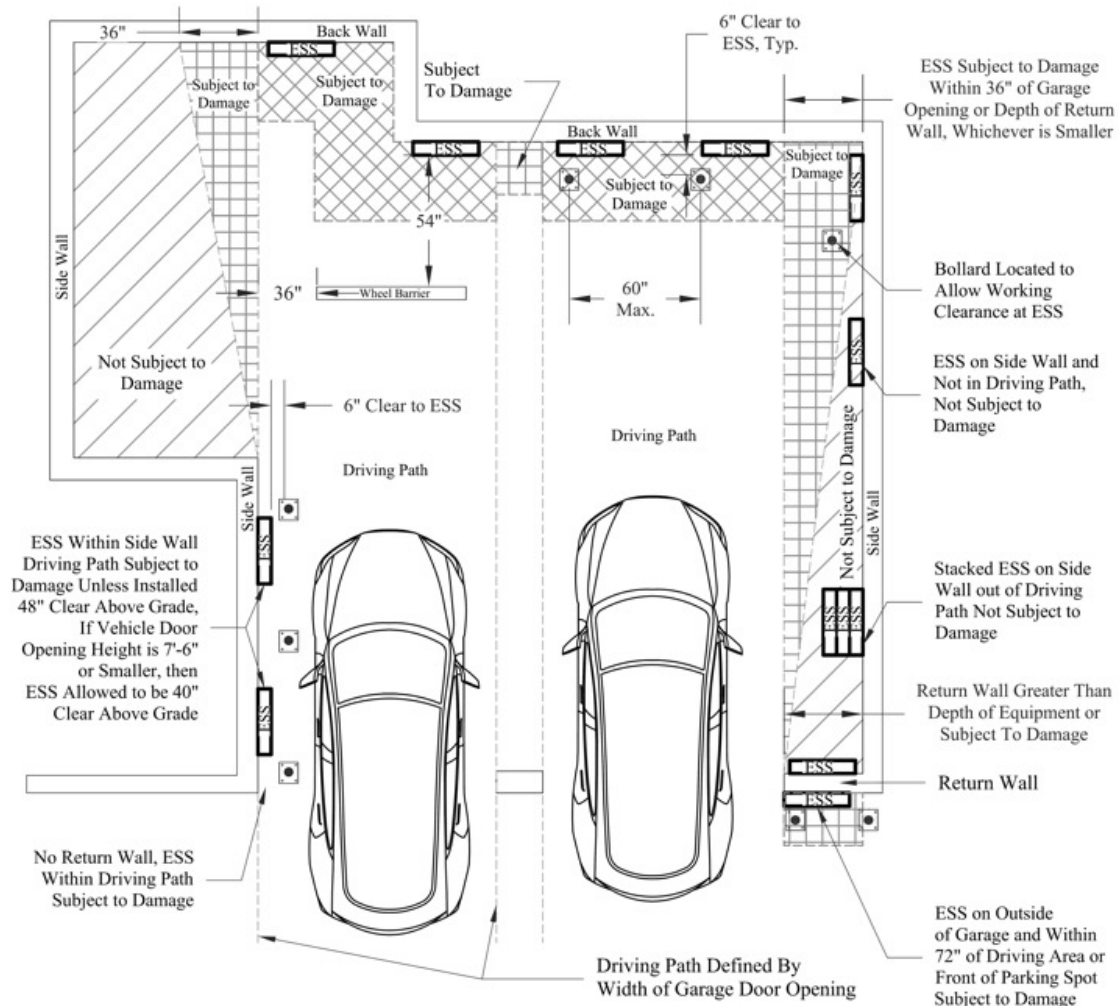 36"
Back Wall
6" Clear to
ESS, Typ.
ESS
Subject to
Damage
Subject to
Damage
Subject
To Damage
ESS Subject to Damage
Within 36" of Garage
Opening or Depth of Return
Wall, Whichever is Smaller
Back Wall
ESS
ESS
ESS
Subject to
Damage
ESS
Subject to
Damage
54"
Side Wall
36"
Wheel Barrier
60"
Max.
Bollard Located to
Allow Working
Clearance at ESS
Not Subject to
Damage
ESS
ESS on Side Wall and
Not in Driving Path,
Not Subject to
Damage
6" Clear to ESS
Driving Path
Driving Path
Not Subject to Damage
Side Wall
Side Wall
ESS
ESS Within Side Wall
Driving Path Subject to
Damage Unless Installed
48" Clear Above Grade,
If Vehicle Door
Opening Height is 7'-6"
or Smaller, then
ESS Allowed to be 40"
Clear Above Grade
ESS
ESS
ESS
ESS
Stacked ESS on Side
Wall out of Driving
Path Not Subject to
Damage
Return Wall Greater Than
Depth of Equipment or
Subject To Damage
ESS
Return Wall
ESS
No Return Wall, ESS
Within Driving Path
Subject to Damage
ESS on Outside
of Garage and Within
72" of Driving Area or
Front of Parking Spot
Subject to Damage
Driving Path Defined By
Width of Garage Door Opening